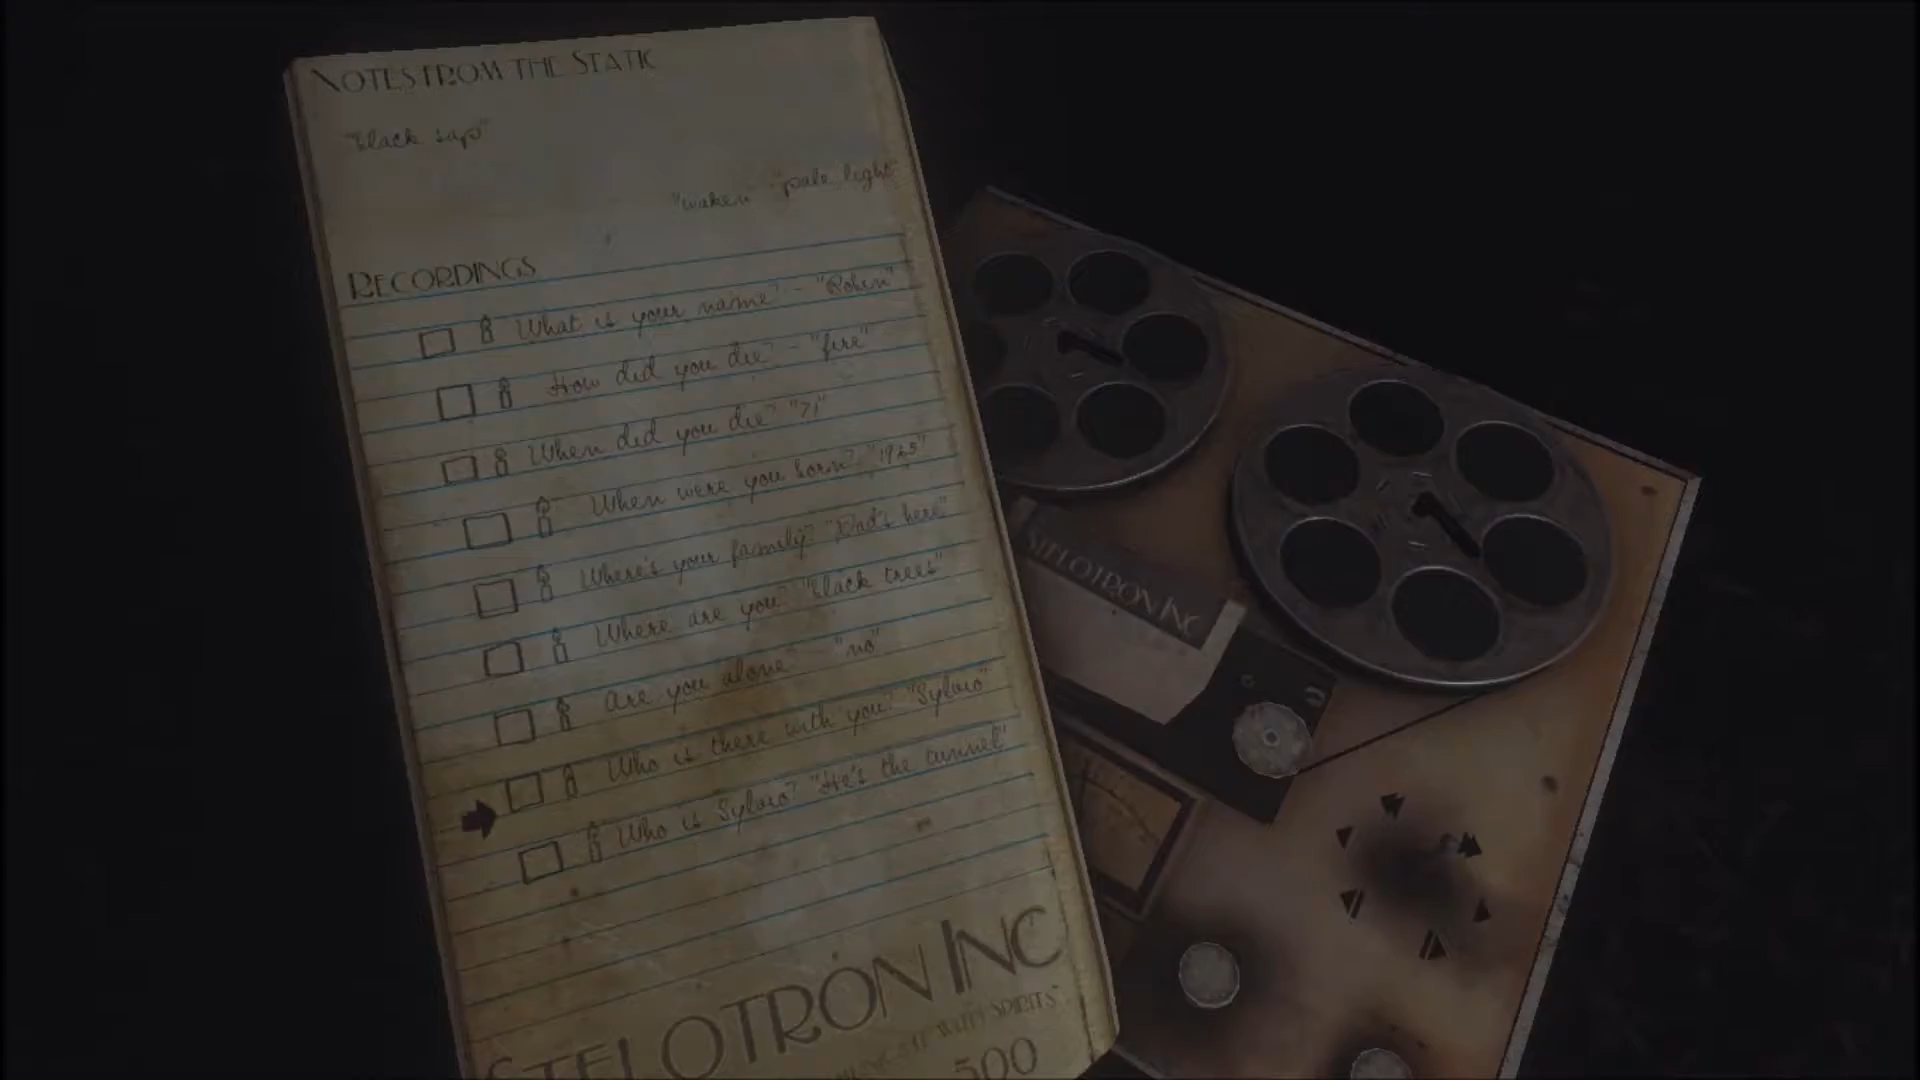 NOTES FROM THE STATIC
"black sap"
"waken" "pale light"
RECORDINGS
What is your name? - "Robin"
How did you die? - "fire"
When did you die? "71"
When were you born?
Where's your family? "Dad's here"
Where are you? "black trees"
Are you alone? - "no"
Who is there with you? "Sylvio"
Who is Sylvio? "He's the tunnel"
STELOTRON INC
WITH SPIRITS"
500
STELOTRON INC